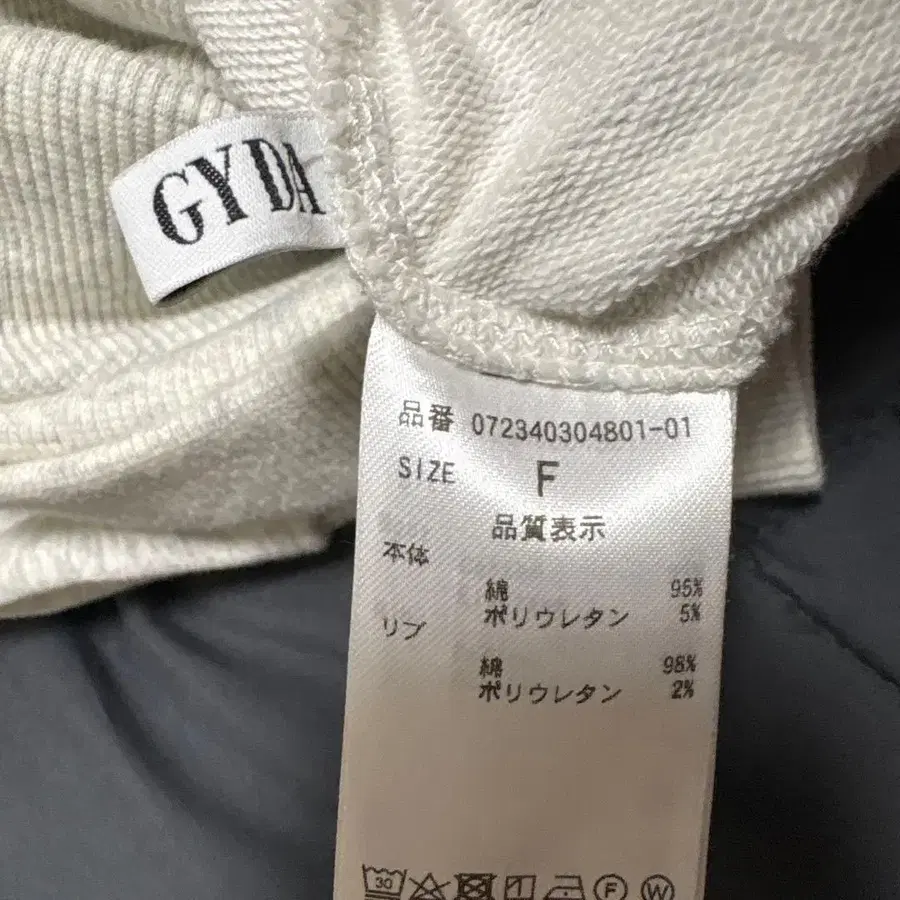 GYDA
品番 072340304801-01
SIZE F
品質表示
本体
綿 95%
ポリウレタン 5%
リブ
綿 98%
ポリウレタン 2%
30 F W